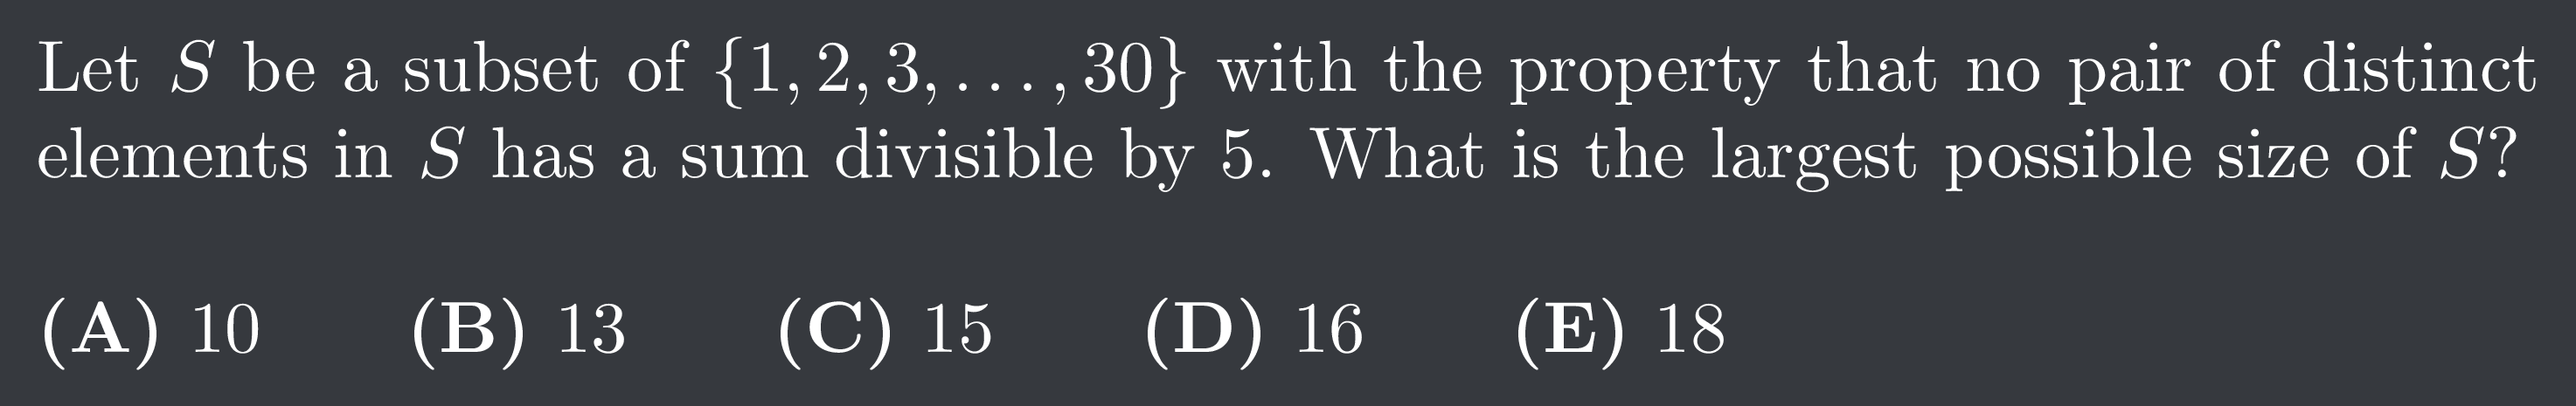 Let S be a subset of {1, 2, 3, . . . , 30} with the property that no pair of distinct
elements in S has a sum divisible by 5. What is the largest possible size of S?
(A) 10 (B) 13 (C) 15 (D) 16 (E) 18